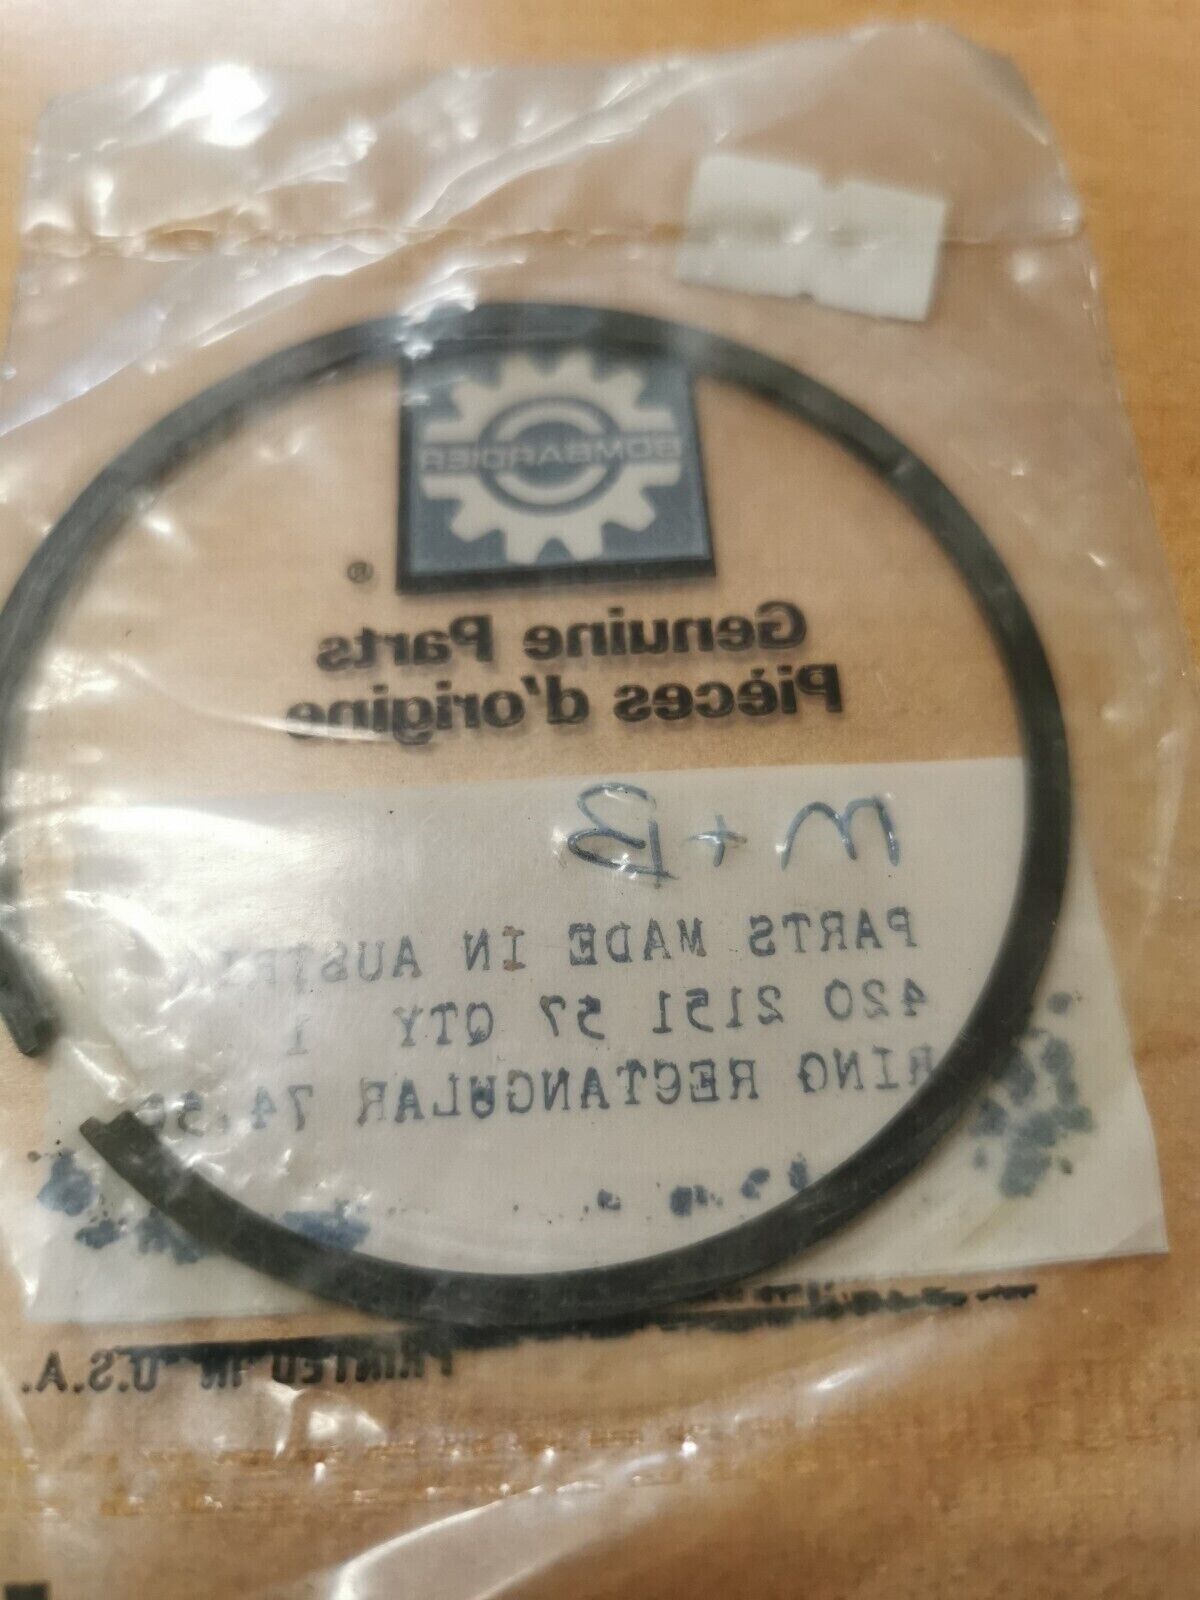 BOMBARDIER
®
Genuine Parts
Pièces d'origine
M + B
PARTS MADE IN AUSTRIA
420 2151 57 QTY 1
RING RECTANGULAR 74.50
PRINTED IN U.S.A.